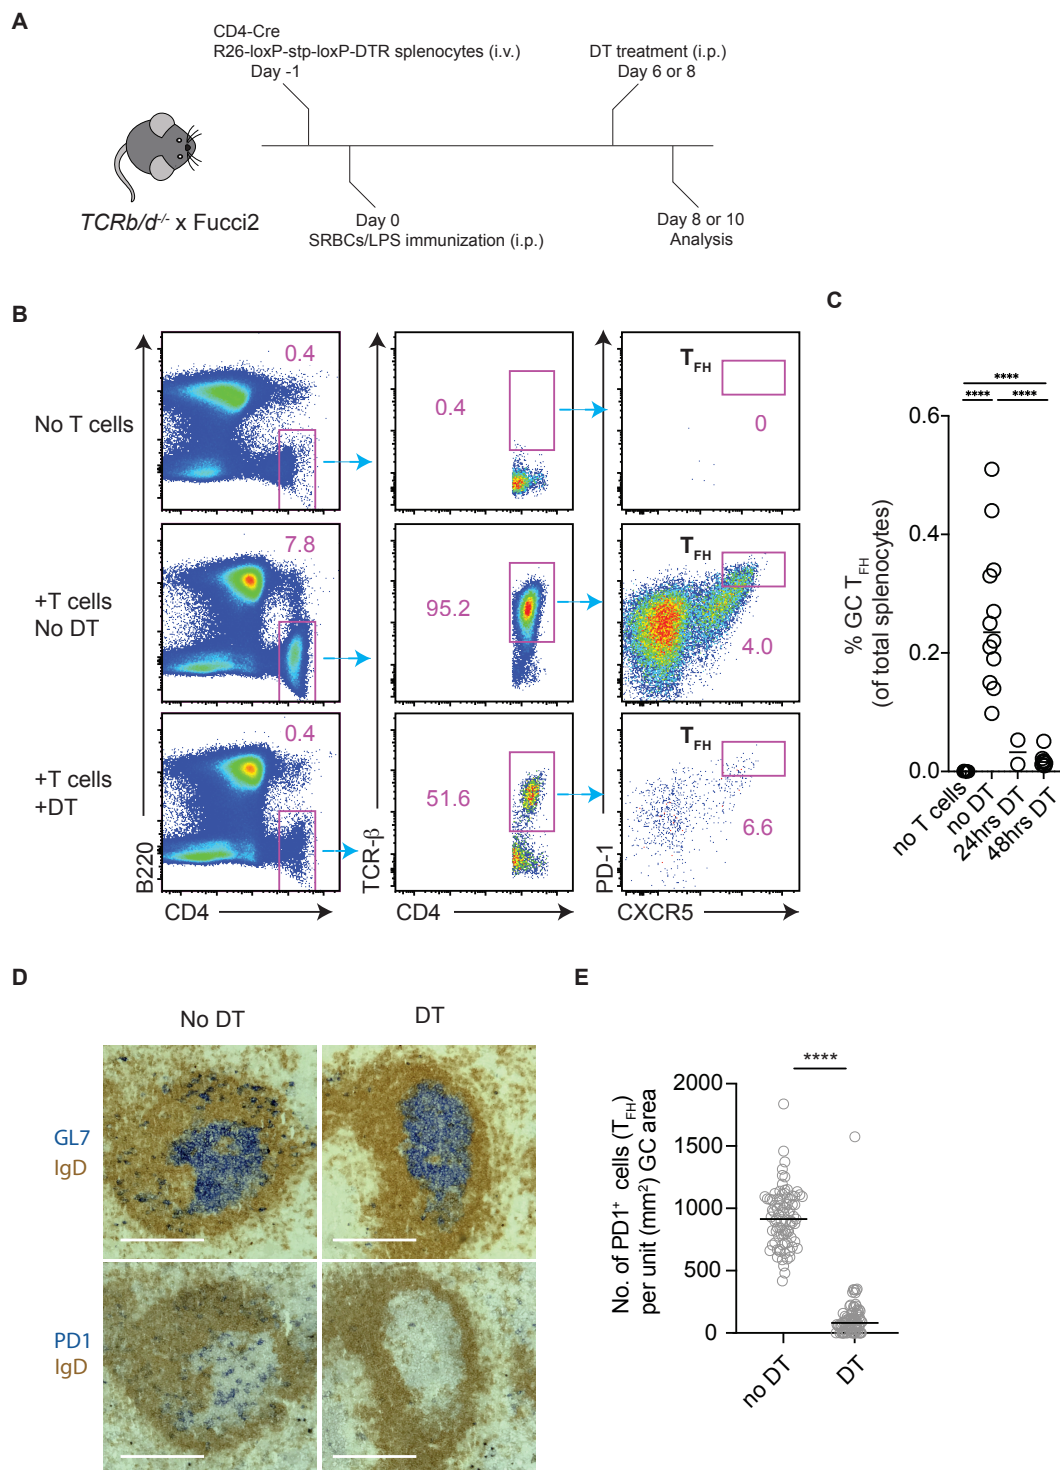 A
CD4-Cre
R26-loxP-stp-loxP-DTR splenocytes (i.v.)
Day -1
DT treatment (i.p.)
Day 6 or 8
TCRb/d-/- x Fucci2
Day 0
SRBCs/LPS immunization (i.p.)
Day 8 or 10
Analysis
B
No T cells
0.4
0.4
TFH
0
+T cells
No DT
7.8
95.2
TFH
4.0
+T cells
+DT
0.4
51.6
TFH
6.6
B220
TCR-β
PD-1
CD4
CD4
CXCR5
C
****
**** ****
% GC TFH
(of total splenocytes)
0.6
0.4
0.2
0.0
no T cells
no DT
24hrs DT
48hrs DT
D
No DT
DT
GL7
IgD
PD1
IgD
E
****
No. of PD1+ cells (TFH)
per unit (mm2) GC area
2000
1500
1000
500
0
no DT
DT